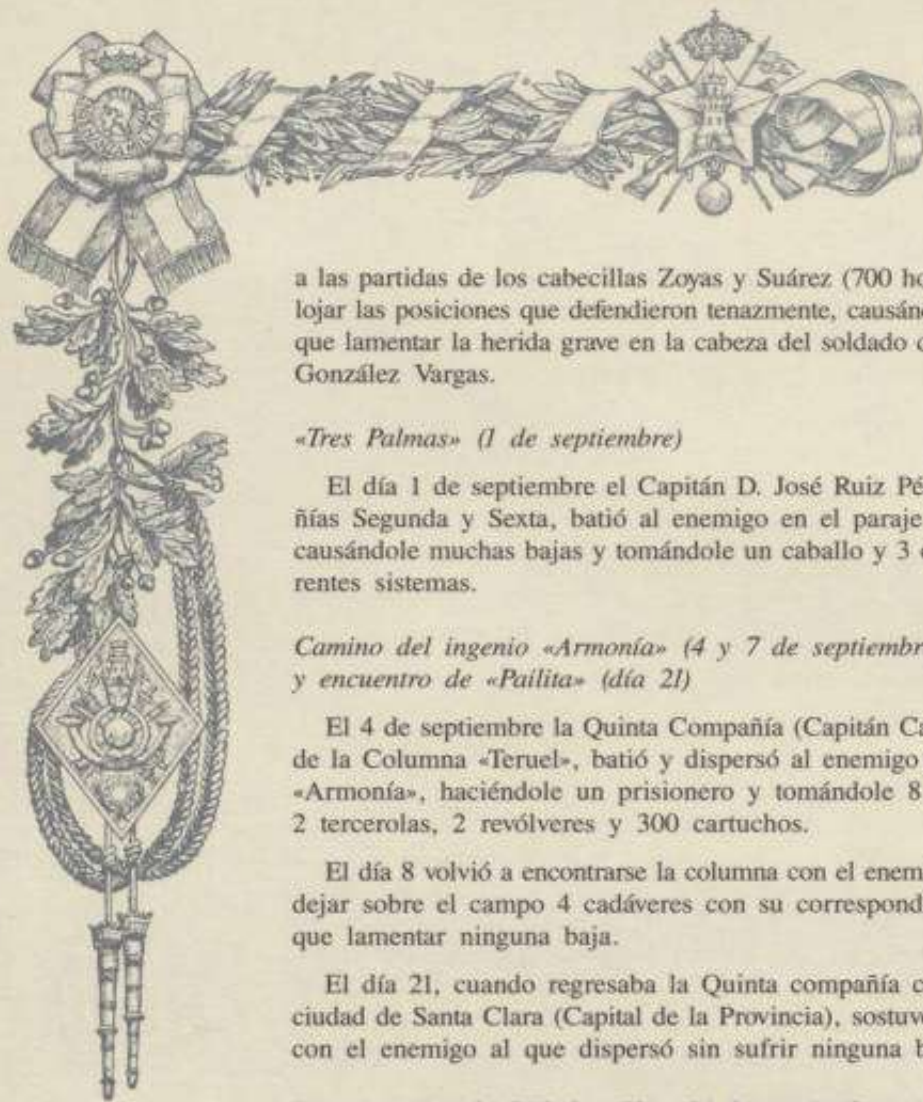 a las partidas de los cabecillas Zoyas y Suárez (700 ho
lojar las posiciones que defendieron tenazmente, causánd
que lamentar la herida grave en la cabeza del soldado d
González Vargas.
«Tres Palmas» (1 de septiembre)
El día 1 de septiembre el Capitán D. José Ruiz Pé
ñías Segunda y Sexta, batió al enemigo en el paraje
causándole muchas bajas y tomándole un caballo y 3 
rentes sistemas.
Camino del ingenio «Armonía» (4 y 7 de septiembr
y encuentro de «Pailita» (día 21)
El 4 de septiembre la Quinta Compañía (Capitán Ca
de la Columna «Teruel», batió y dispersó al enemigo
«Armonía», haciéndole un prisionero y tomándole 8
2 tercerolas, 2 revólveres y 300 cartuchos.
El día 8 volvió a encontrarse la columna con el enem
dejar sobre el campo 4 cadáveres con su correspond
que lamentar ninguna baja.
El día 21, cuando regresaba la Quinta compañía c
ciudad de Santa Clara (Capital de la Provincia), sostuv
con el enemigo al que dispersó sin sufrir ninguna b